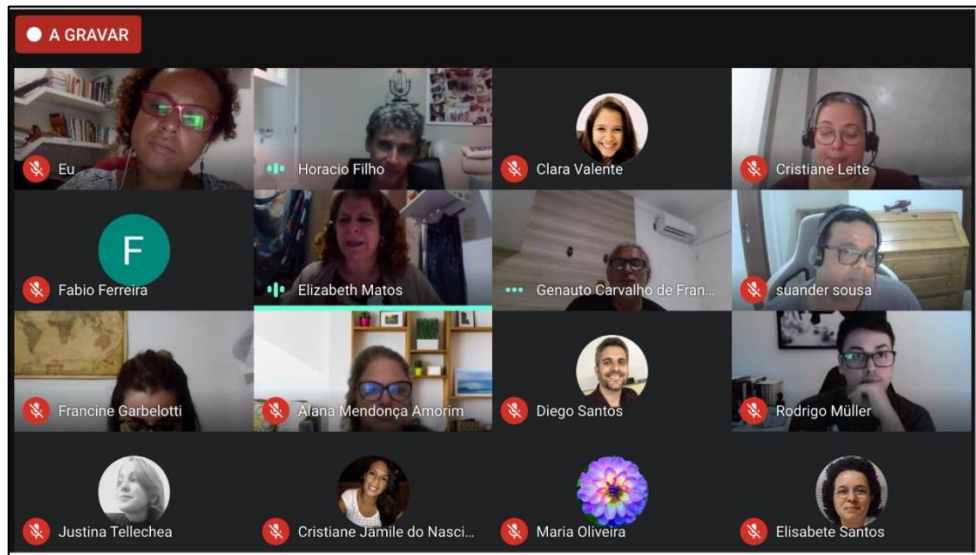 A GRAVAR
Eu
Horacio Filho
Clara Valente
Cristiane Leite
F
Fabio Ferreira
Elizabeth Matos
Genauto Carvalho de Fran...
suander sousa
Francine Garbelotti
Alana Mendonça Amorim
Diego Santos
Rodrigo Müller
Justina Tellechea
Cristiane Jamile do Nasci...
Maria Oliveira
Elisabete Santos